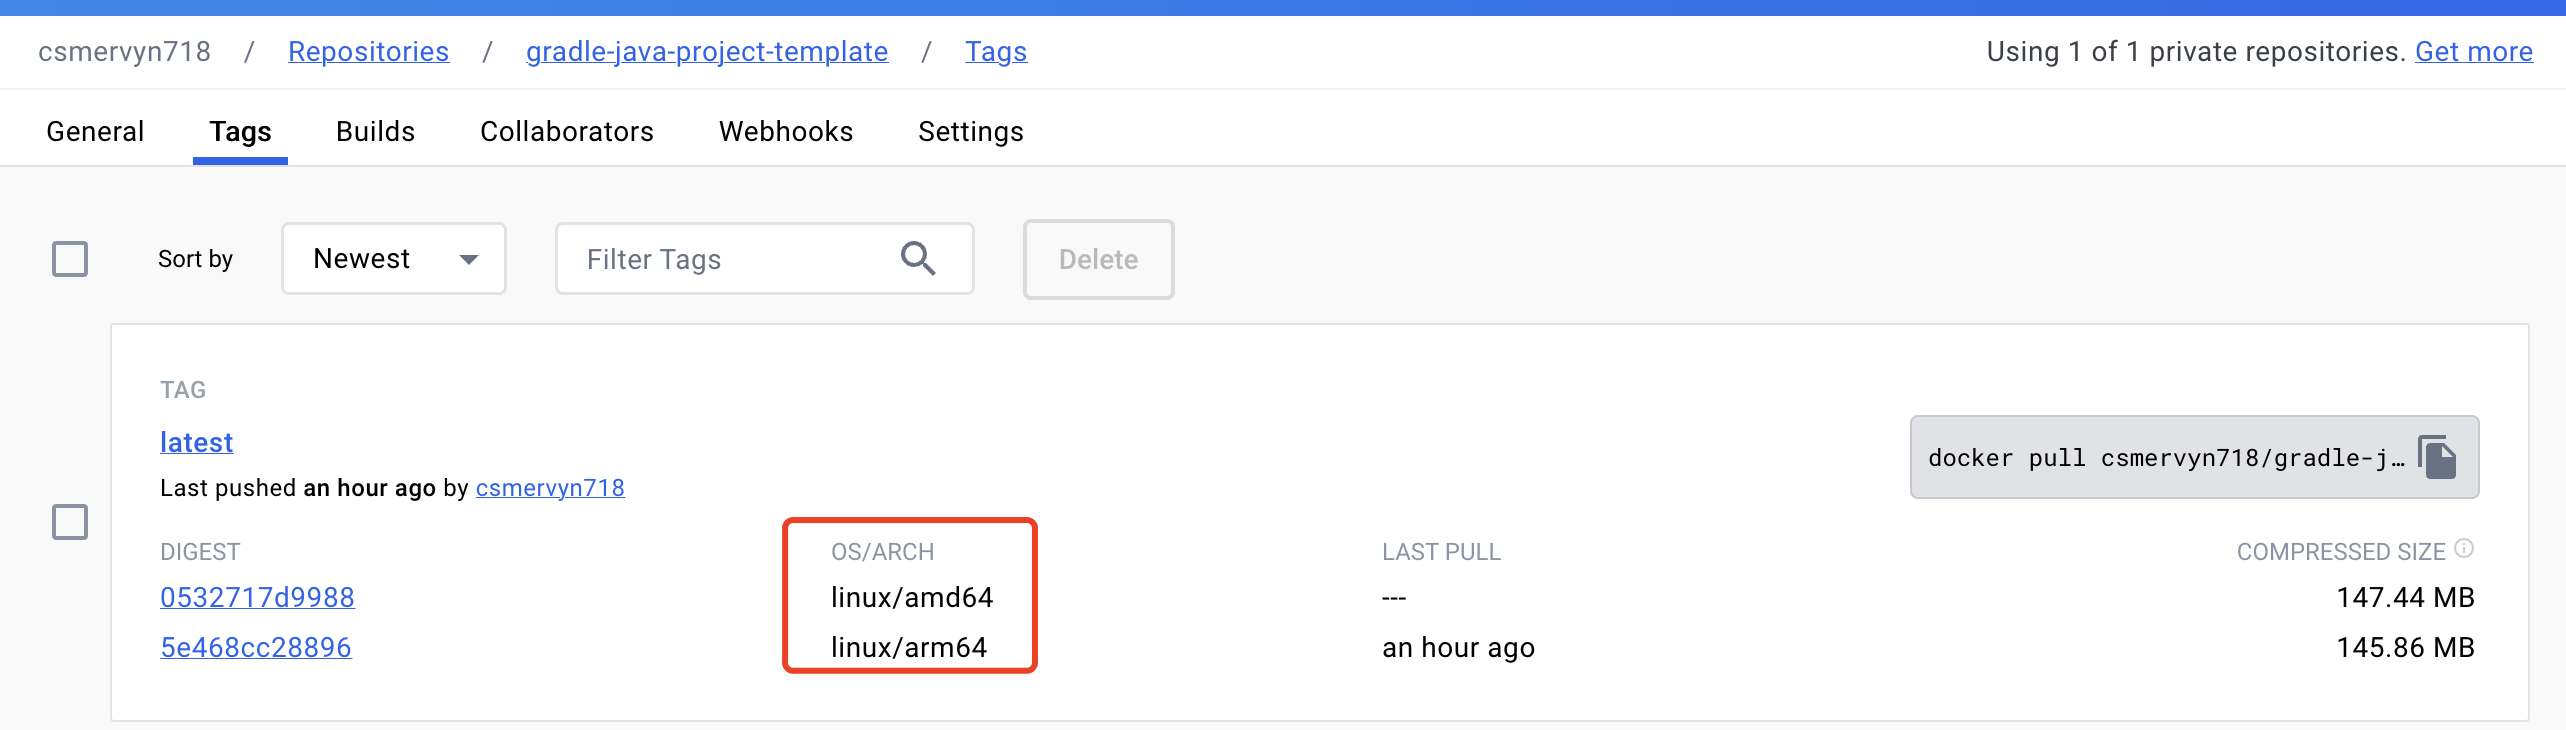 csmervyn718 / Repositories / gradle-java-project-template / Tags
Using 1 of 1 private repositories. Get more
General Tags Builds Collaborators Webhooks Settings
Sort by Newest Filter Tags Delete
TAG
latest
docker pull csmervyn718/gradle-j…
Last pushed an hour ago by csmervyn718
DIGEST OS/ARCH LAST PULL COMPRESSED SIZE
0532717d9988 linux/amd64 --- 147.44 MB
5e468cc28896 linux/arm64 an hour ago 145.86 MB